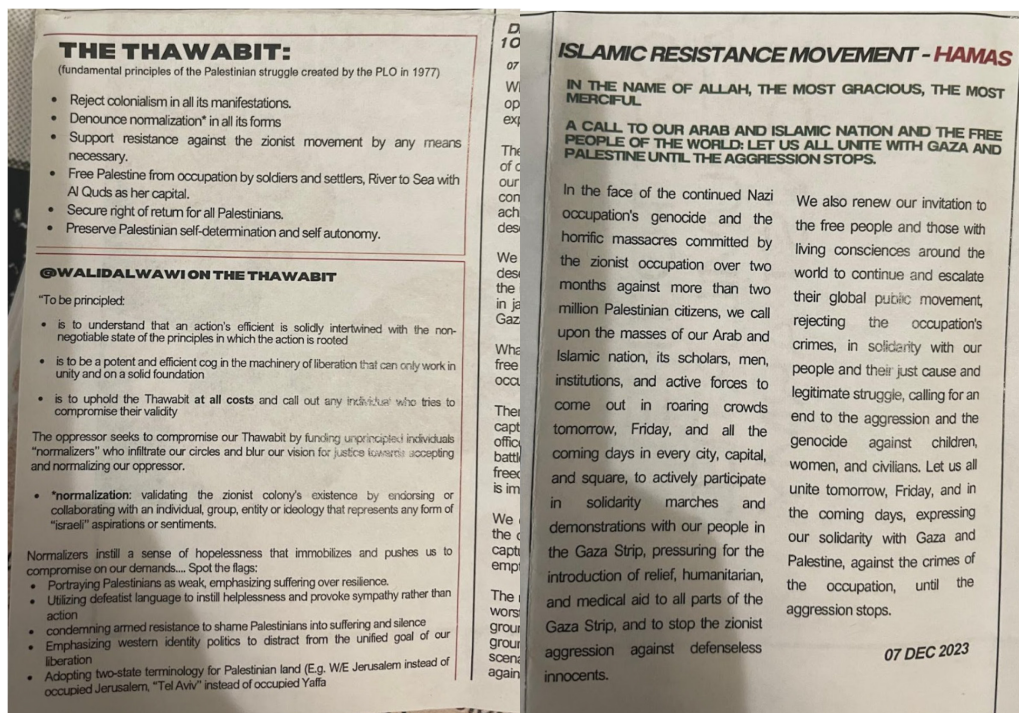 THE THAWABIT:
(fundamental principles of the Palestinian struggle created by the PLO in 1977)
• Reject colonialism in all its manifestations.
• Denounce normalization* in all its forms
• Support resistance against the zionist movement by any means
necessary.
• Free Palestine from occupation by soldiers and settlers, River to Sea with
Al Quds as her capital.
• Secure right of return for all Palestinians.
• Preserve Palestinian self-determination and self autonomy.
@WALIDALWAWI ON THE THAWABIT
"To be principled:
• is to understand that an action's efficient is solidly intertwined with the non-
negotiable state of the principles in which the action is rooted
• is to be a potent and efficient cog in the machinery of liberation that can only work in
unity and on a solid foundation
• is to uphold the Thawabit at all costs and call out any individual who tries to
compromise their validity
The oppressor seeks to compromise our Thawabit by funding unprincipled individuals
"normalizers" who infiltrate our circles and blur our vision for justice towards accepting
and normalizing our oppressor.
• *normalization: validating the zionist colony's existence by endorsing or
collaborating with an individual, group, entity or ideology that represents any form of
"israeli" aspirations or sentiments.
Normalizers instill a sense of hopelessness that immobilizes and pushes us to
compromise on our demands.... Spot the flags:
• Portraying Palestinians as weak, emphasizing suffering over resilience.
• Utilizing defeatist language to instill helplessness and provoke sympathy rather than
action
• condemning armed resistance to shame Palestinians into suffering and silence
• Emphasizing western identity politics to distract from the unified goal of our
liberation
• Adopting two-state terminology for Palestinian land (E.g. W/E Jerusalem instead of
occupied Jerusalem, "Tel Aviv" instead of occupied Yaffa
10
07
We
What
free
We
The
ISLAMIC RESISTANCE MOVEMENT - HAMAS
IN THE NAME OF ALLAH, THE MOST GRACIOUS, THE MOST
MERCIFUL
A CALL TO OUR ARAB AND ISLAMIC NATION AND THE FREE
PEOPLE OF THE WORLD: LET US ALL UNITE WITH GAZA AND
PALESTINE UNTIL THE AGGRESSION STOPS.
In the face of the continued Nazi
occupation's genocide and the
horrific massacres committed by
the zionist occupation over two
months against more than two
million Palestinian citizens, we call
upon the masses of our Arab and
Islamic nation, its scholars, men,
institutions, and active forces to
come out in roaring crowds
tomorrow, Friday, and all the
coming days in every city, capital,
and square, to actively participate
in solidarity marches and
demonstrations with our people in
the Gaza Strip, pressuring for the
introduction of relief, humanitarian,
and medical aid to all parts of the
Gaza Strip, and to stop the zionist
aggression against defenseless
innocents.
We also renew our invitation to
the free people and those with
living consciences around the
world to continue and escalate
their global public movement,
rejecting the occupation's
crimes, in solidarity with our
people and their just cause and
legitimate struggle, calling for an
end to the aggression and the
genocide against children,
women, and civilians. Let us all
unite tomorrow, Friday, and in
the coming days, expressing
our solidarity with Gaza and
Palestine, against the crimes of
the occupation, until the
aggression stops.
07 DEC 2023